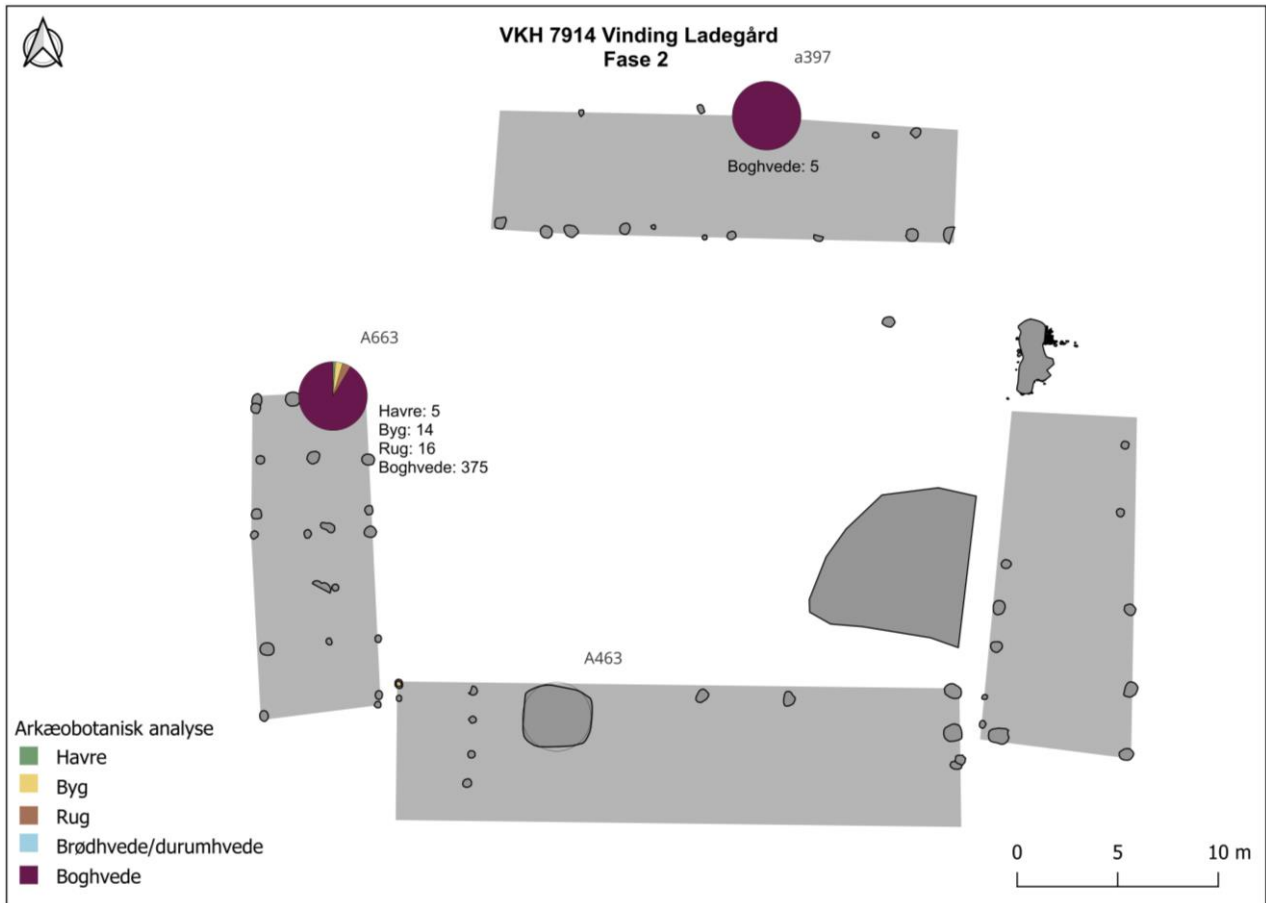 VKH 7914 Vinding Ladegård
Fase 2
a397
Boghvede: 5
A663
Havre: 5
Byg: 14
Rug: 16
Boghvede: 375
A463
Arkæobotanisk analyse
Havre
Byg
Rug
Brødhvede/durumhvede
Boghvede
0 5 10 m